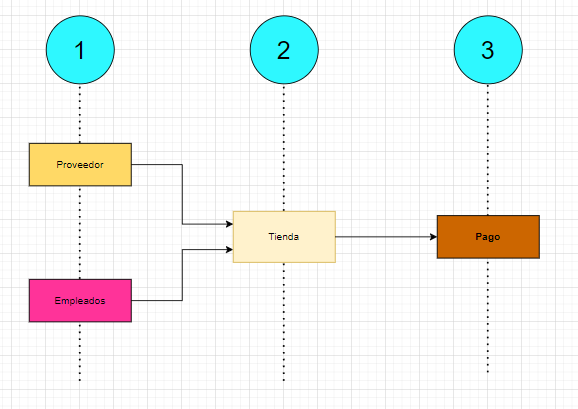 1
2
3
Proveedor
Tienda
Pago
Empleados